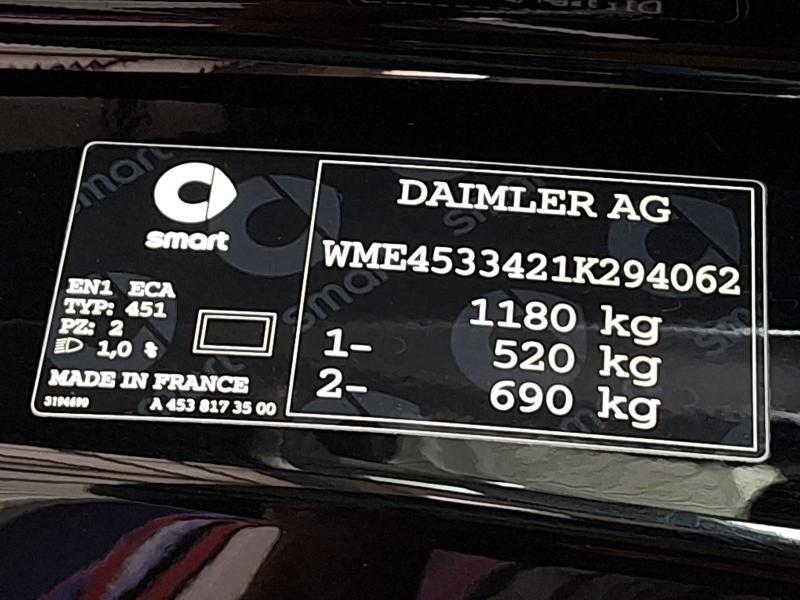 smart
EN1 ECA
TYP: 451
PZ: 2
1,0 %
MADE IN FRANCE
3194690 A 453 817 35 00
DAIMLER AG
WME4533421K294062
1180 kg
1- 520 kg
2- 690 kg